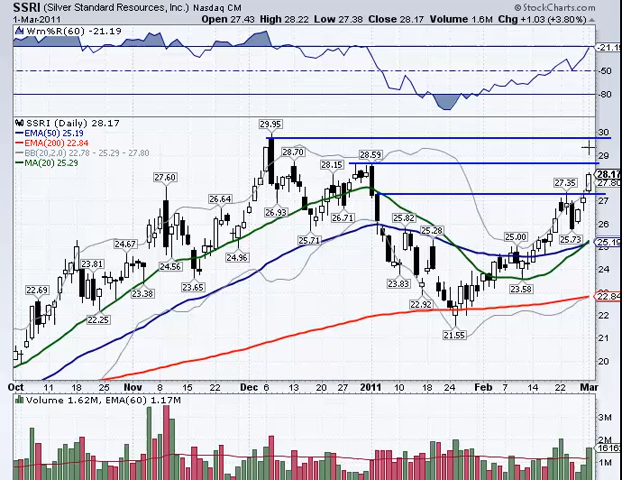 SSRI (Silver Standard Resources, Inc.) Nasdaq CM
© StockCharts.com
1-Mar-2011
Open 27.43 High 28.22 Low 27.38 Close 28.17 Volume 1.6M Chg +1.03 (+3.80%)
Wm%R(60) -21.19
-21.19
-50
-80
SSRI (Daily) 28.17
EMA(50) 25.19
EMA(200) 22.84
BB(20,2.0) 22.78 - 25.29 - 27.80
MA(20) 25.29
29.95
30
28.70
28.15
28.59
29
28.17
27.60
27.35
27.80
26.64
26.93
26.71
27
25.82
25.28
26
24.67
25.71
25.00
25.73
25.19
24.96
23.81
24.56
24
22.69
23.38
23.65
23.83
23.58
23
22.25
22.92
22.84
22
21.55
21
20
Oct 11 18 25 Nov 8 15 22 Dec 6 13 20 27 2011 10 18 24 Feb 7 14 22 Mar
Volume 1.62M, EMA(60) 1.17M
3M
2M
1M